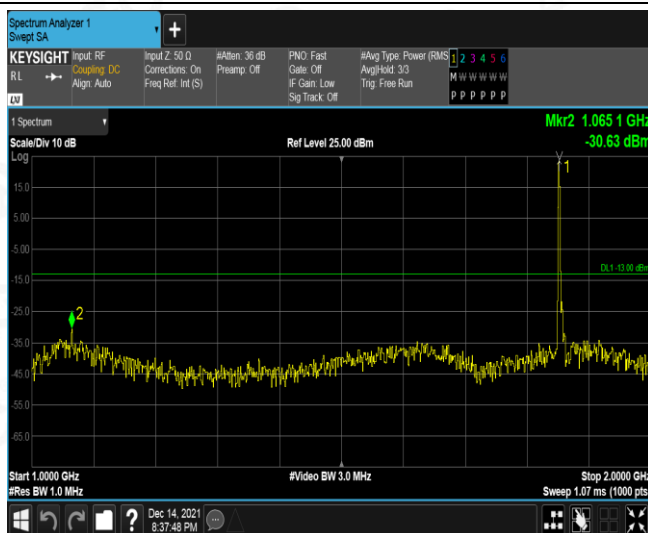 Spectrum Analyzer 1
Swept SA
+
KEYSIGHT
RL
LXI
Input: RF
Coupling: DC
Align: Auto
Input Z: 50 Ω
Corrections: On
Freq Ref: Int (S)
#Atten: 36 dB
Preamp: Off
PNO: Fast
Gate: Off
IF Gain: Low
Sig Track: Off
#Avg Type: Power (RMS
Avg|Hold: 3/3
Trig: Free Run
1 2 3 4 5 6
M W W W W W
P P P P P P
1 Spectrum
Mkr2 1.065 1 GHz
Scale/Div 10 dB
Ref Level 25.00 dBm
-30.63 dBm
Log
1
15.0
5.00
-5.00
DL1 -13.00 dBm
-15.0
-25.0
2
-35.0
-45.0
-55.0
-65.0
Start 1.0000 GHz
#Video BW 3.0 MHz
Stop 2.0000 GHz
#Res BW 1.0 MHz
Sweep 1.07 ms (1000 pts
?
Dec 14, 2021
8:37:48 PM